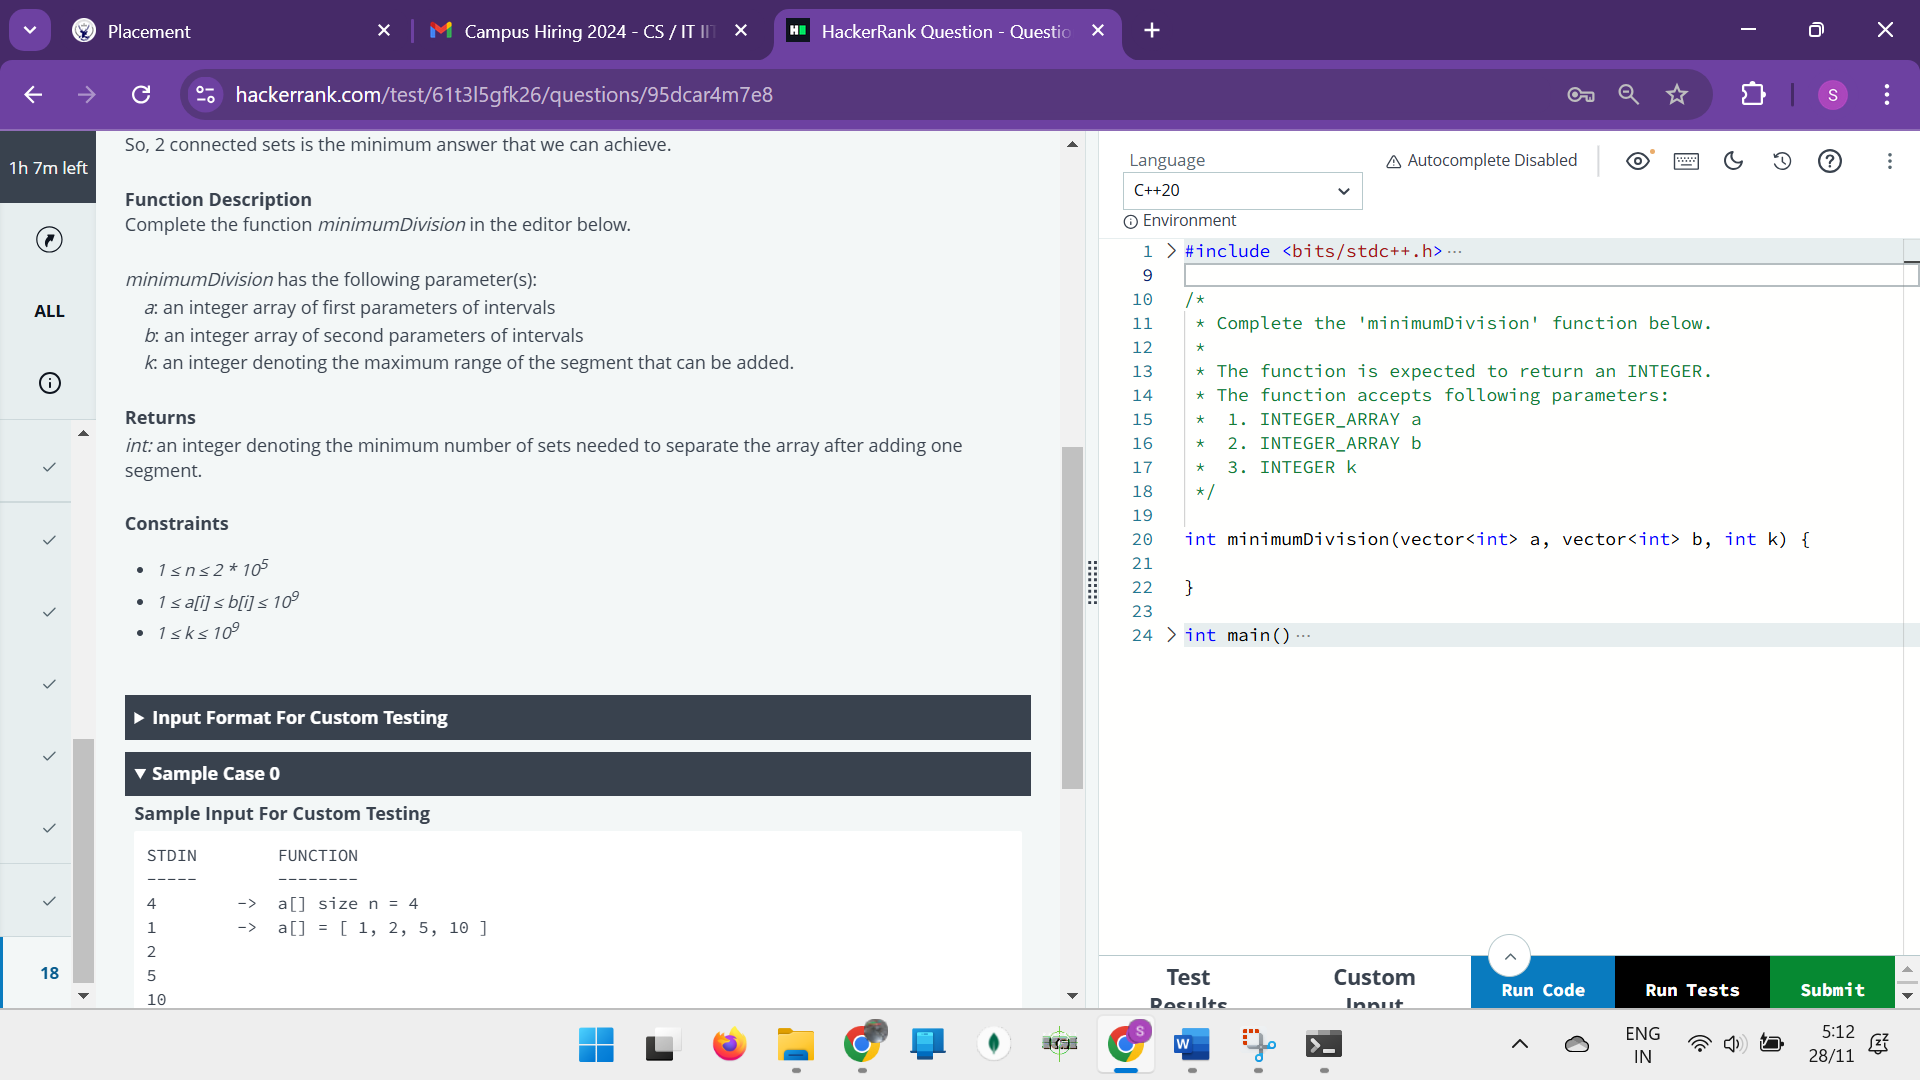 Placement
Campus Hiring 2024 - CS / IT II
HackerRank Question - Questio
hackerrank.com/test/61t3l5gfk26/questions/95dcar4m7e8
S
1h 7m left
ALL
18
So, 2 connected sets is the minimum answer that we can achieve.
Function Description
Complete the function minimumDivision in the editor below.
minimumDivision has the following parameter(s):
a: an integer array of first parameters of intervals
b: an integer array of second parameters of intervals
k: an integer denoting the maximum range of the segment that can be added.
Returns
int: an integer denoting the minimum number of sets needed to separate the array after adding one
segment.
Constraints
• 1 ≤ n ≤ 2 * 10^5
• 1 ≤ a[i] ≤ b[i] ≤ 10^9
• 1 ≤ k ≤ 10^9
Input Format For Custom Testing
Sample Case 0
Sample Input For Custom Testing
STDIN FUNCTION
----- --------
4 -> a[] size n = 4
1 -> a[] = [ 1, 2, 5, 10 ]
2
5
10
Language
Autocomplete Disabled
C++20
Environment
1 #include <bits/stdc++.h> ...
9
10 /*
11 * Complete the 'minimumDivision' function below.
12 *
13 * The function is expected to return an INTEGER.
14 * The function accepts following parameters:
15 * 1. INTEGER_ARRAY a
16 * 2. INTEGER_ARRAY b
17 * 3. INTEGER k
18 */
19
20 int minimumDivision(vector<int> a, vector<int> b, int k) {
21
22 }
23
24 int main() ...
Test Results
Custom Input
Run Code
Run Tests
Submit
ENG
IN
5:12
28/11